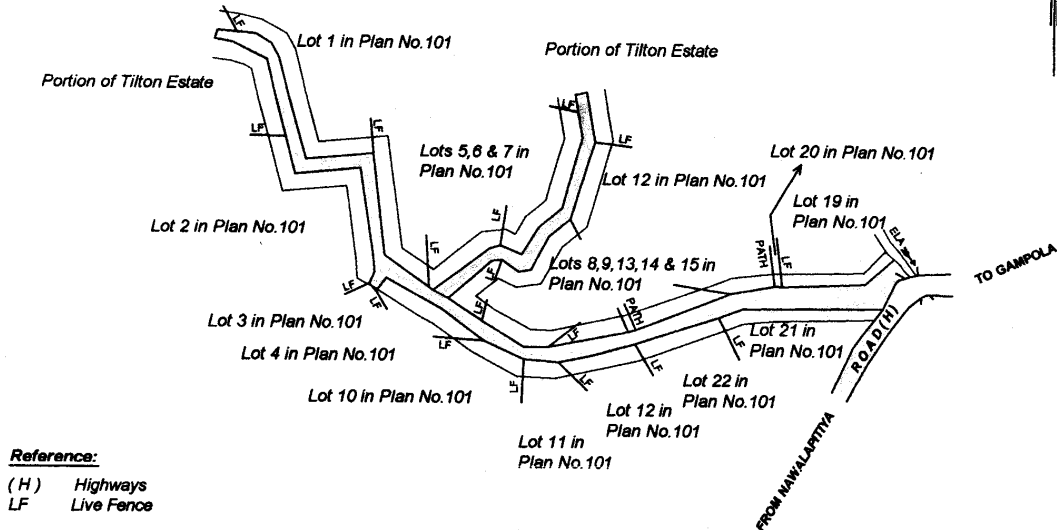 LF
Lot 1 in Plan No.101
Portion of Tilton Estate
Portion of Tilton Estate
LF
LF
LF
LF
Lots 5,6 & 7 in
Plan No.101
Lot 12 in Plan No.101
Lot 20 in Plan No.101
Lot 19 in
Plan No.101
ELA
TO GAMPOLA
Lot 2 in Plan No.101
LF
LF
LF
PATH
LF
Lots 8,9,13,14 & 15 in
Plan No.101
LF
LF
LF
PATH
LF
Lot 3 in Plan No.101
Lot 4 in Plan No.101
LF
LF
LF
LF
LF
Lot 21 in
Plan No.101
ROAD (H)
Lot 10 in Plan No.101
Lot 22 in
Plan No.101
Lot 12 in
Plan No.101
Lot 11 in
Plan No.101
FROM NAWALAPITIYA
Reference:
(H) Highways
LF Live Fence